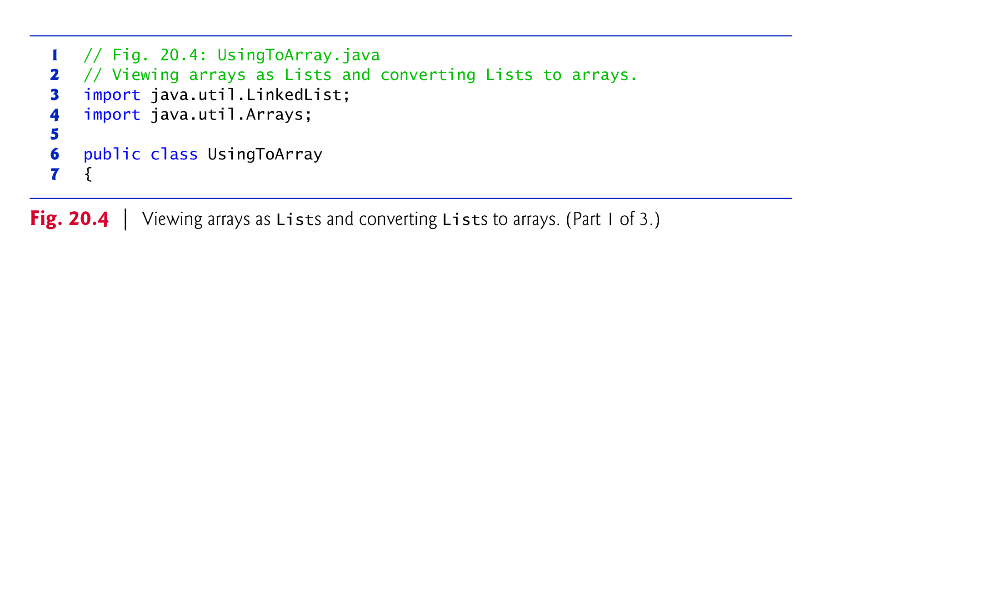 1 // Fig. 20.4: UsingToArray.java
2 // Viewing arrays as Lists and converting Lists to arrays.
3 import java.util.LinkedList;
4 import java.util.Arrays;
5
6 public class UsingToArray
7 {
Fig. 20.4 | Viewing arrays as Lists and converting Lists to arrays. (Part 1 of 3.)